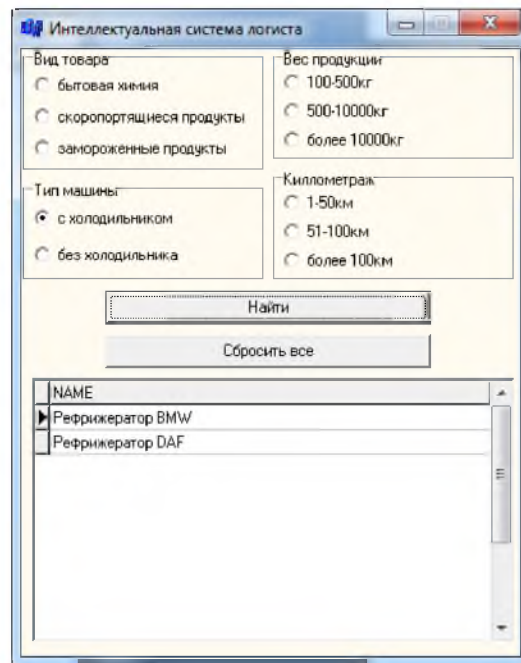 Интеллектуальная система логиста
Вид товара
бытовая химия
скоропортящиеся продукты
замороженные продукты
Вес продукции
100-500кг
500-10000кг
более 10000кг
Тип машины
с холодильником
без холодильника
Киллометраж
1-50км
51-100км
более 100км
Найти
Сбросить все
NAME
Рефрижератор BMW
Рефрижератор DAF